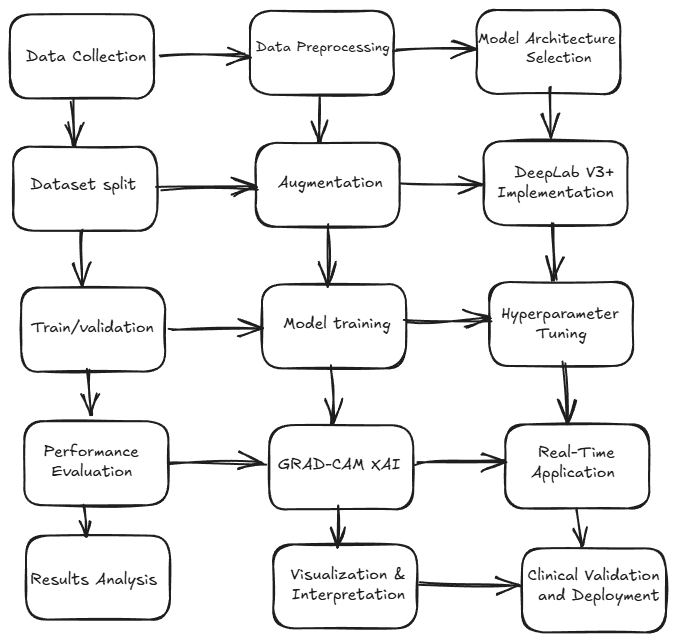 Data Collection
Data Preprocessing
Model Architecture
Selection
Dataset split
Augmentation
DeepLab V3+
Implementation
Train/validation
Model training
Hyperparameter
Tuning
Performance
Evaluation
GRAD-CAM XAI
Real-Time
Application
Results Analysis
Visualization &
Interpretation
Clinical Validation
and Deployment